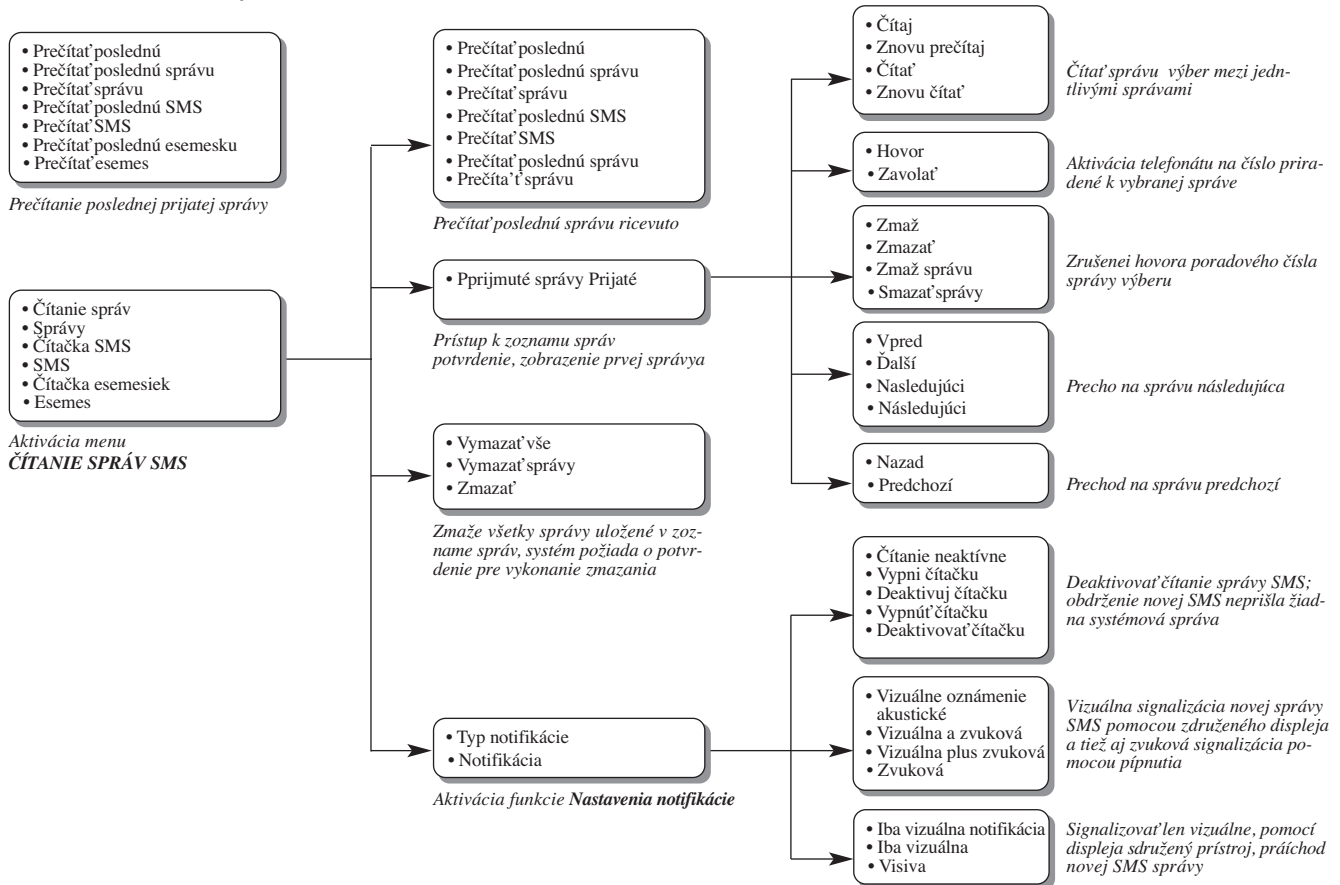 • Prečítať poslednú
• Prečítať poslednú správu
• Prečítať správu
• Prečítať poslednú SMS
• Prečítať SMS
• Prečítať poslednú esemesku
• Prečítať esemes
Prečítanie poslednej prijatej správy
• Čítanie správ
• Správy
• Čítačka SMS
• SMS
• Čítačka esemesiek
• Esemes
Aktivácia menu
ČÍTANIE SPRÁV SMS
• Prečítať poslednú
• Prečítať poslednú správu
• Prečítať správu
• Prečítať poslednú SMS
• Prečítať SMS
• Prečítať poslednú správu
• Prečíta't správu
Prečítať poslednú správu ricevuto
• Pprijmuté správy Prijaté
Prístup k zoznamu správ
potvrdenie, zobrazenie prvej správya
• Vymazať vše
• Vymazať správy
• Zmazať
Zmaže všetky správy uložené v zoz-
name správ, systém požiada o potvr-
denie pre vykonanie zmazania
• Typ notifikácie
• Notifikácia
Aktivácia funkcie Nastavenia notifikácie
• Čítaj
• Znovu prečítaj
• Čítať
• Znovu čítať
Čítať správu výber mezi jedn-
tlivými správami
• Hovor
• Zavolať
Aktivácia telefonátu na číslo prira-
dené k vybranej správe
• Zmaž
• Zmazať
• Zmaž správu
• Smazať správy
Zrušenei hovora poradového čísla
správy výberu
• Vpred
• Ďalší
• Nasledujúci
• Následujúci
Precho na správu následujúca
• Nazad
• Predchozí
Prechod na správu predchozí
• Čítanie neaktívne
• Vypni čítačku
• Deaktivuj čítačku
• Vypnúť čítačku
• Deaktivovať čítačku
Deaktivovať čítanie správy SMS;
obdrženie novej SMS neprišla žiad-
na systémová správa
• Vizuálne oznámenie
akustické
• Vizuálna a zvuková
• Vizuálna plus zvuková
• Zvuková
Vizuálna signalizácia novej správy
SMS pomocou združeného displeja
a tiež aj zvuková signalizácia po-
mocou pípnutia
• Iba vizuálna notifikácia
• Iba vizuálna
• Visiva
Signalizovať len vizuálne, pomocí
displeja sdružený prístroj, práíchod
novej SMS správy